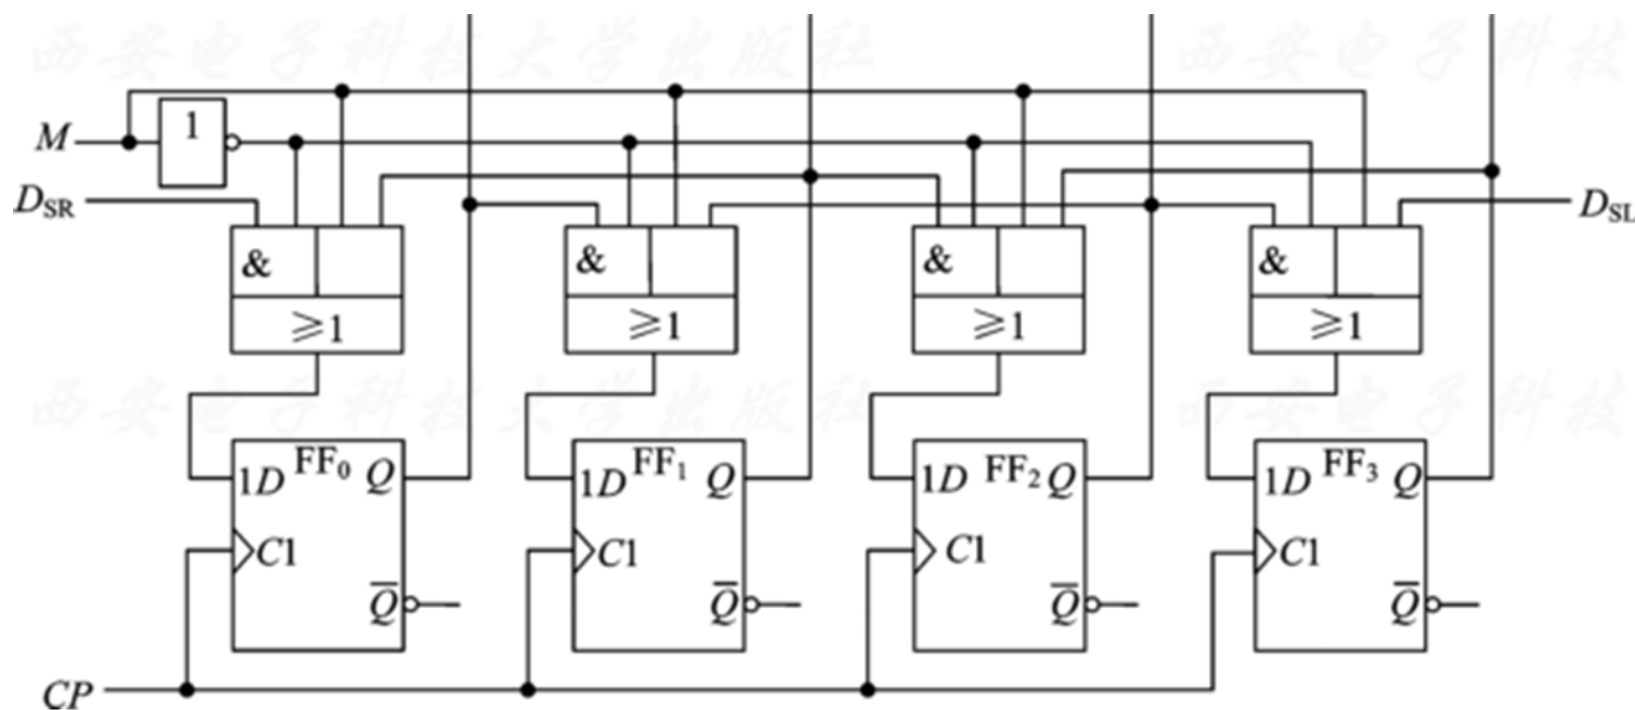 西安电子科技大学出版社 西安电子科技
M 1
D_SR D_SL
& & & &
≥1 ≥1 ≥1 ≥1
西安电子科技大学出版社 西安电子科技
1D FF₀ Q 1D FF₁ Q 1D FF₂ Q 1D FF₃ Q
C1 C1 C1 C1
Q̅ Q̅ Q̅ Q̅
CP